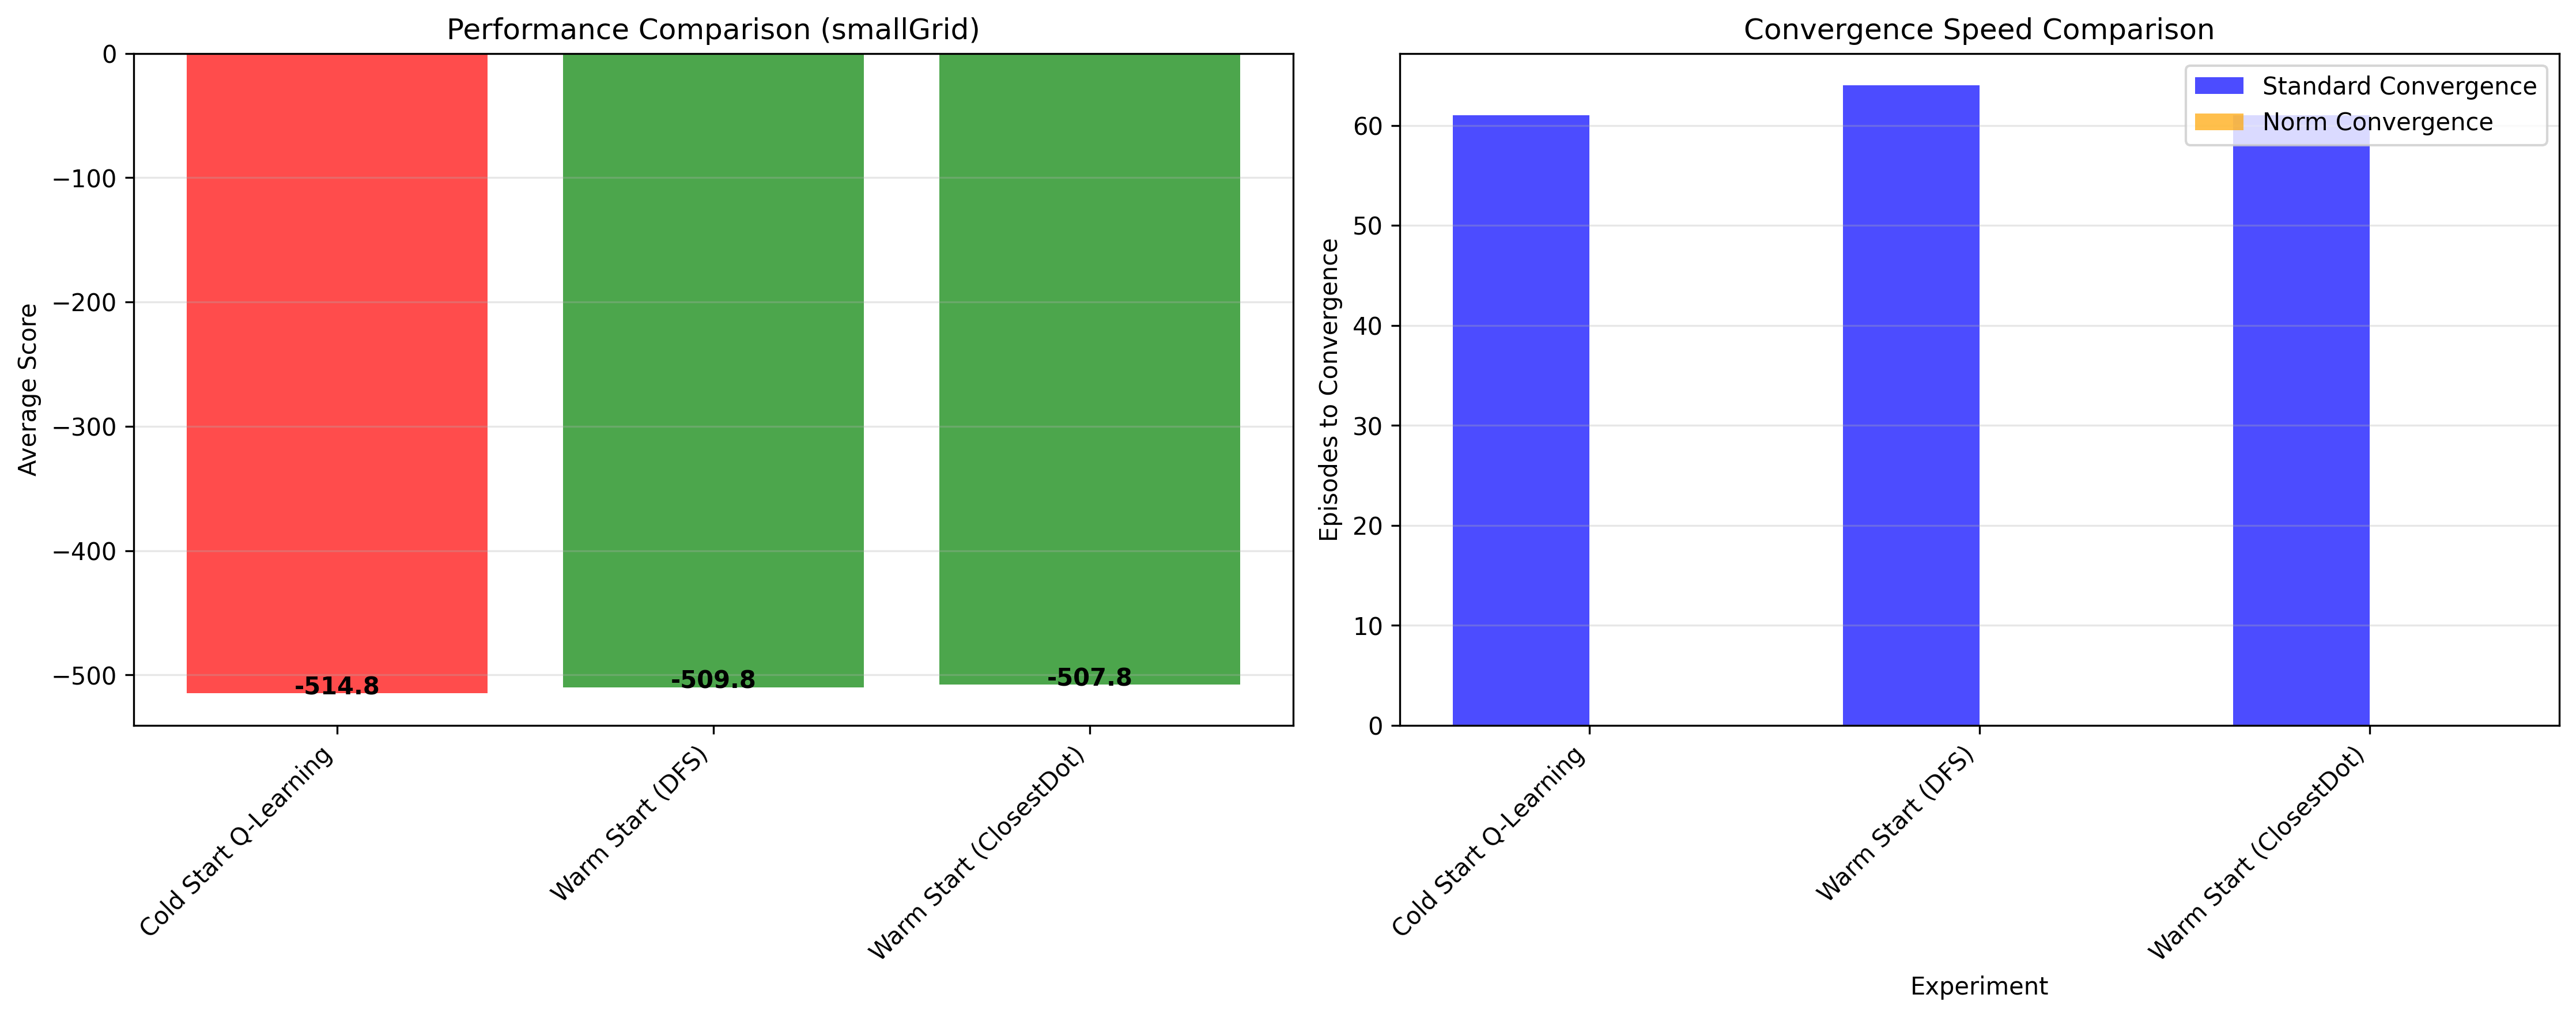 Performance Comparison (smallGrid)
Average Score
0
−100
−200
−300
−400
−500
-514.8
-509.8
-507.8
Cold Start Q-Learning
Warm Start (DFS)
Warm Start (ClosestDot)
Convergence Speed Comparison
Episodes to Convergence
60
50
40
30
20
10
0
Standard Convergence
Norm Convergence
Cold Start Q-Learning
Warm Start (DFS)
Warm Start (ClosestDot)
Experiment